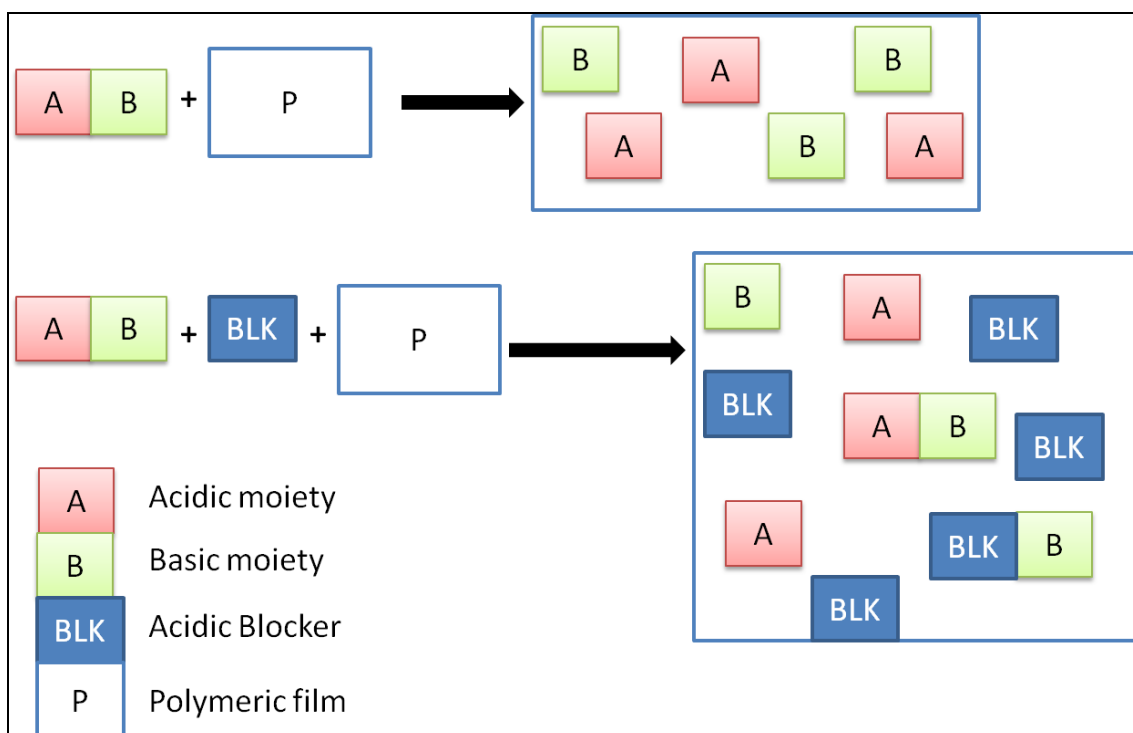 A B + P
B A B
A B A
A B + BLK + P
B A BLK
BLK A B BLK
A BLK B
BLK
A Acidic moiety
B Basic moiety
BLK Acidic Blocker
P Polymeric film